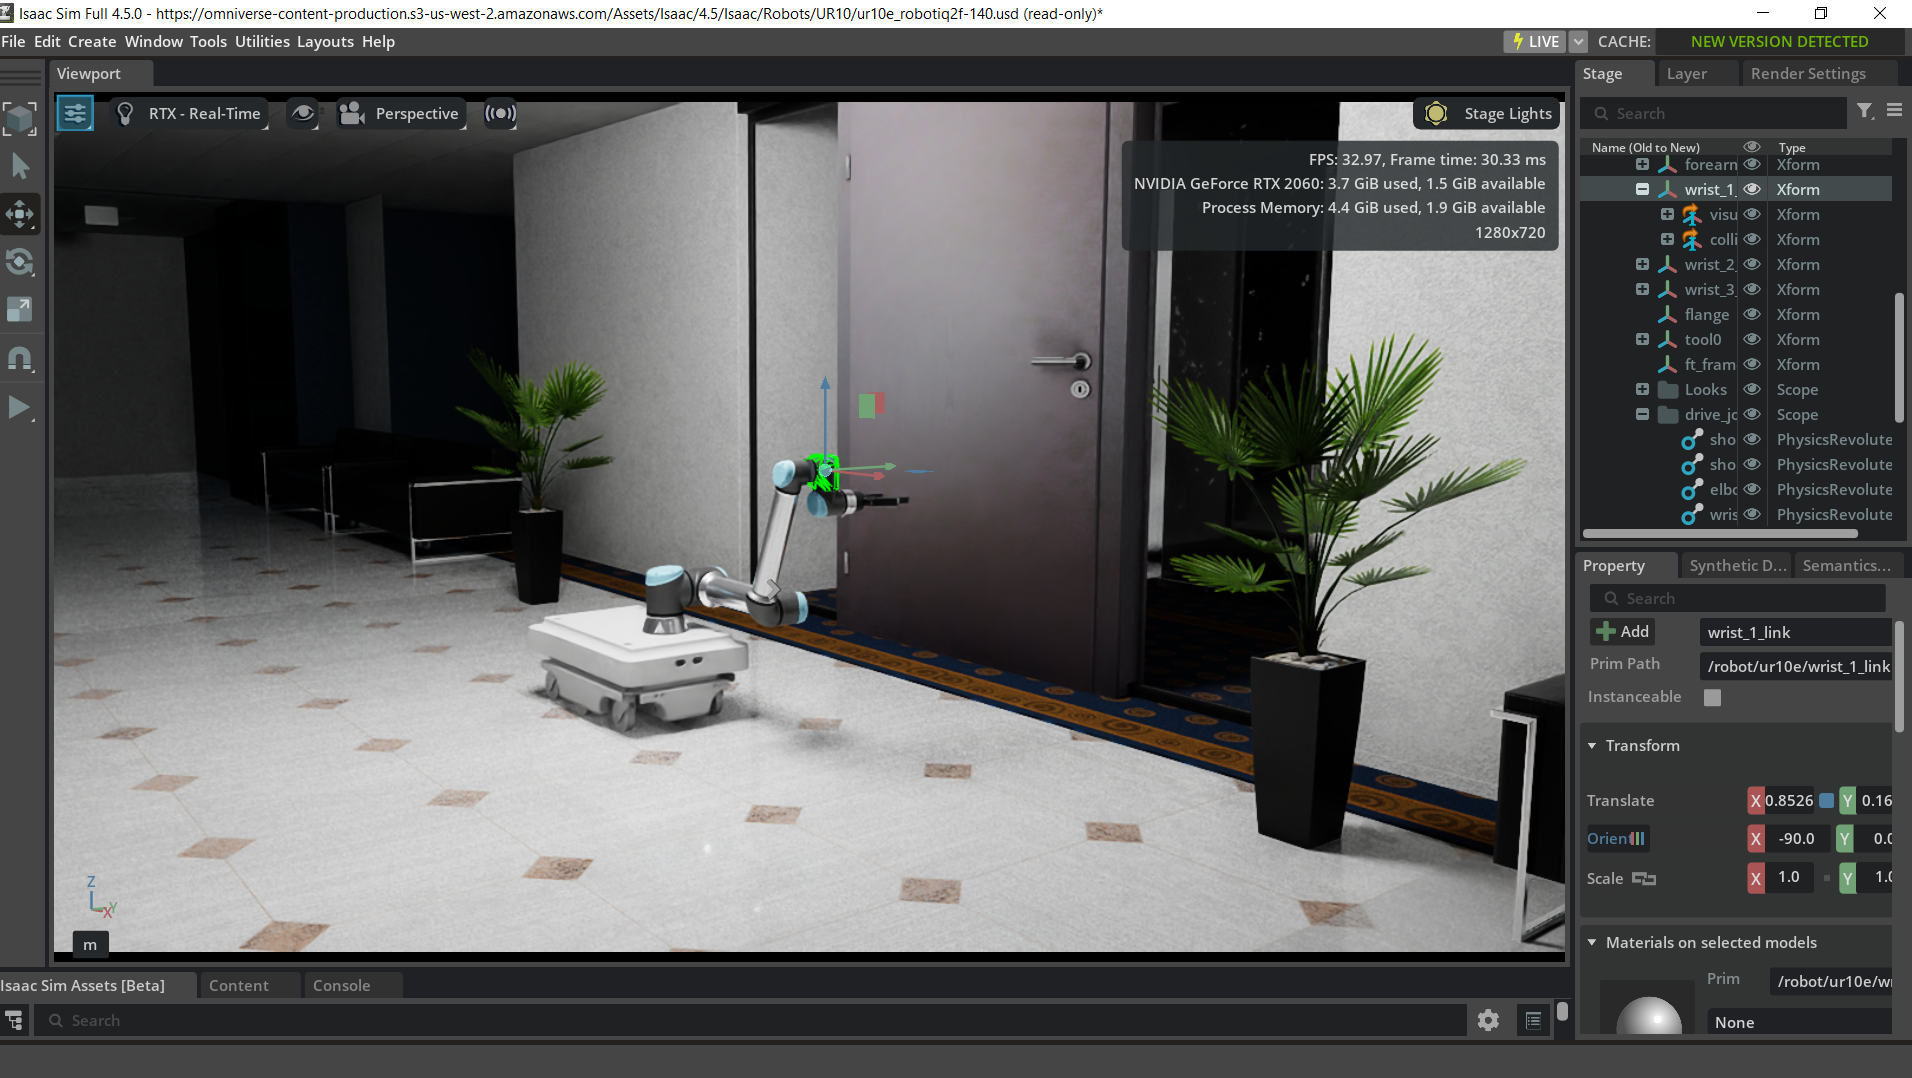 Isaac Sim Full 4.5.0 - https://omniverse-content-production.s3-us-west-2.amazonaws.com/Assets/Isaac/4.5/Isaac/Robots/UR10/ur10e_robotiq2f-140.usd (read-only)*
File Edit Create Window Tools Utilities Layouts Help
LIVE CACHE: NEW VERSION DETECTED
Viewport
RTX - Real-Time
Perspective
Stage Lights
FPS: 32.97, Frame time: 30.33 ms
NVIDIA GeForce RTX 2060: 3.7 GiB used, 1.5 GiB available
Process Memory: 4.4 GiB used, 1.9 GiB available
1280x720
Z
X Y
m
Isaac Sim Assets [Beta] Content Console
Search
Stage Layer Render Settings
Search
Name (Old to New) Type
forearm Xform
wrist_1_ Xform
visu Xform
colli Xform
wrist_2_ Xform
wrist_3_ Xform
flange Xform
tool0 Xform
ft_fram Xform
Looks Scope
drive_jo Scope
sho PhysicsRevolute
sho PhysicsRevolute
elbo PhysicsRevolute
wris PhysicsRevolute
Property Synthetic D... Semantics...
Search
Add wrist_1_link
Prim Path /robot/ur10e/wrist_1_link
Instanceable
Transform
Translate X 0.8526 Y 0.16
Orient X -90.0 Y 0.0
Scale X 1.0 Y 1.0
Materials on selected models
Prim /robot/ur10e/wr
None